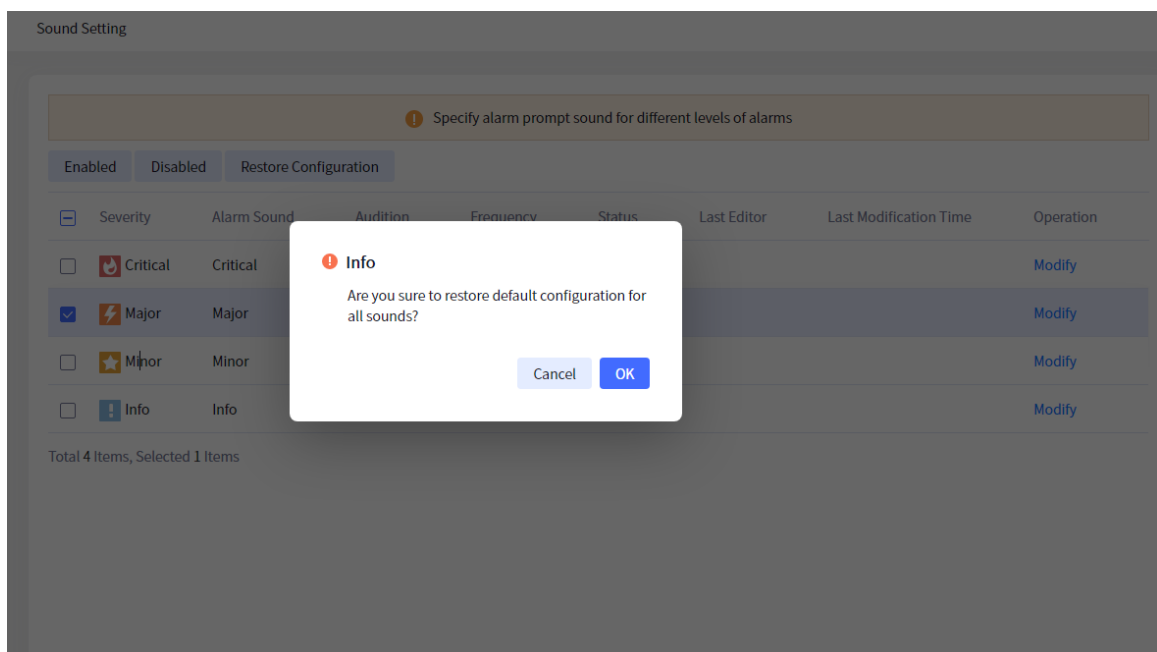 Sound Setting
Specify alarm prompt sound for different levels of alarms
Enabled Disabled Restore Configuration
Severity Alarm Sound Audition Frequency Status Last Editor Last Modification Time Operation
Critical Critical Modify
Major Major Modify
Minor Minor Modify
Info Info Modify
Total 4 Items, Selected 1 Items
Info
Are you sure to restore default configuration for
all sounds?
Cancel OK